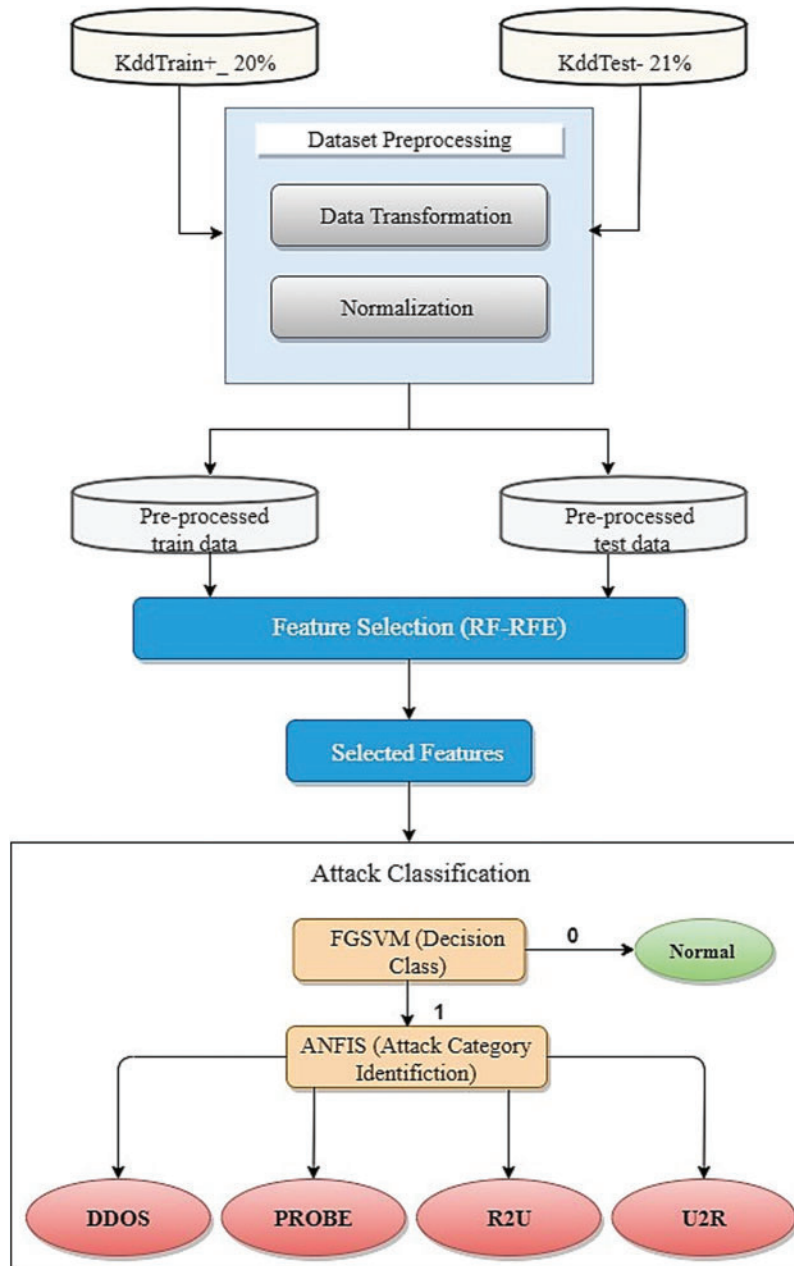 KddTrain+_ 20%
KddTest- 21%
Dataset Preprocessing
Data Transformation
Normalization
Pre-processed
train data
Pre-processed
test data
Feature Selection (RF-RFE)
Selected Features
Attack Classification
FGSVM (Decision
Class)
0
Normal
1
ANFIS (Attack Category
Identifiction)
DDOS
PROBE
R2U
U2R